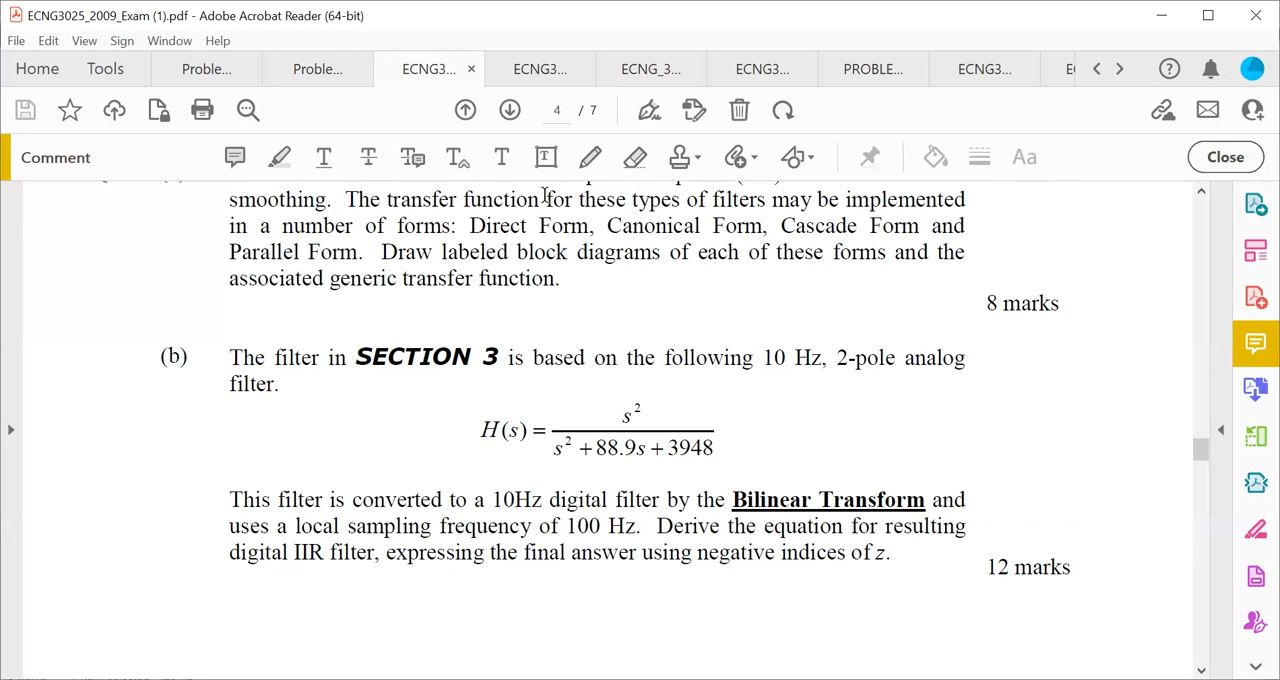 ECNG3025_2009_Exam (1).pdf - Adobe Acrobat Reader (64-bit)
File Edit View Sign Window Help
Home Tools Proble... Proble... ECNG3... × ECNG3... ECNG_3... ECNG3... PROBLE... ECNG3...
4 / 7
Comment
Close
smoothing. The transfer function for these types of filters may be implemented
in a number of forms: Direct Form, Canonical Form, Cascade Form and
Parallel Form. Draw labeled block diagrams of each of these forms and the
associated generic transfer function.
8 marks
(b) The filter in SECTION 3 is based on the following 10 Hz, 2-pole analog
filter.
H(s) = s² / (s² + 88.9s + 3948)
This filter is converted to a 10Hz digital filter by the Bilinear Transform and
uses a local sampling frequency of 100 Hz. Derive the equation for resulting
digital IIR filter, expressing the final answer using negative indices of z.
12 marks